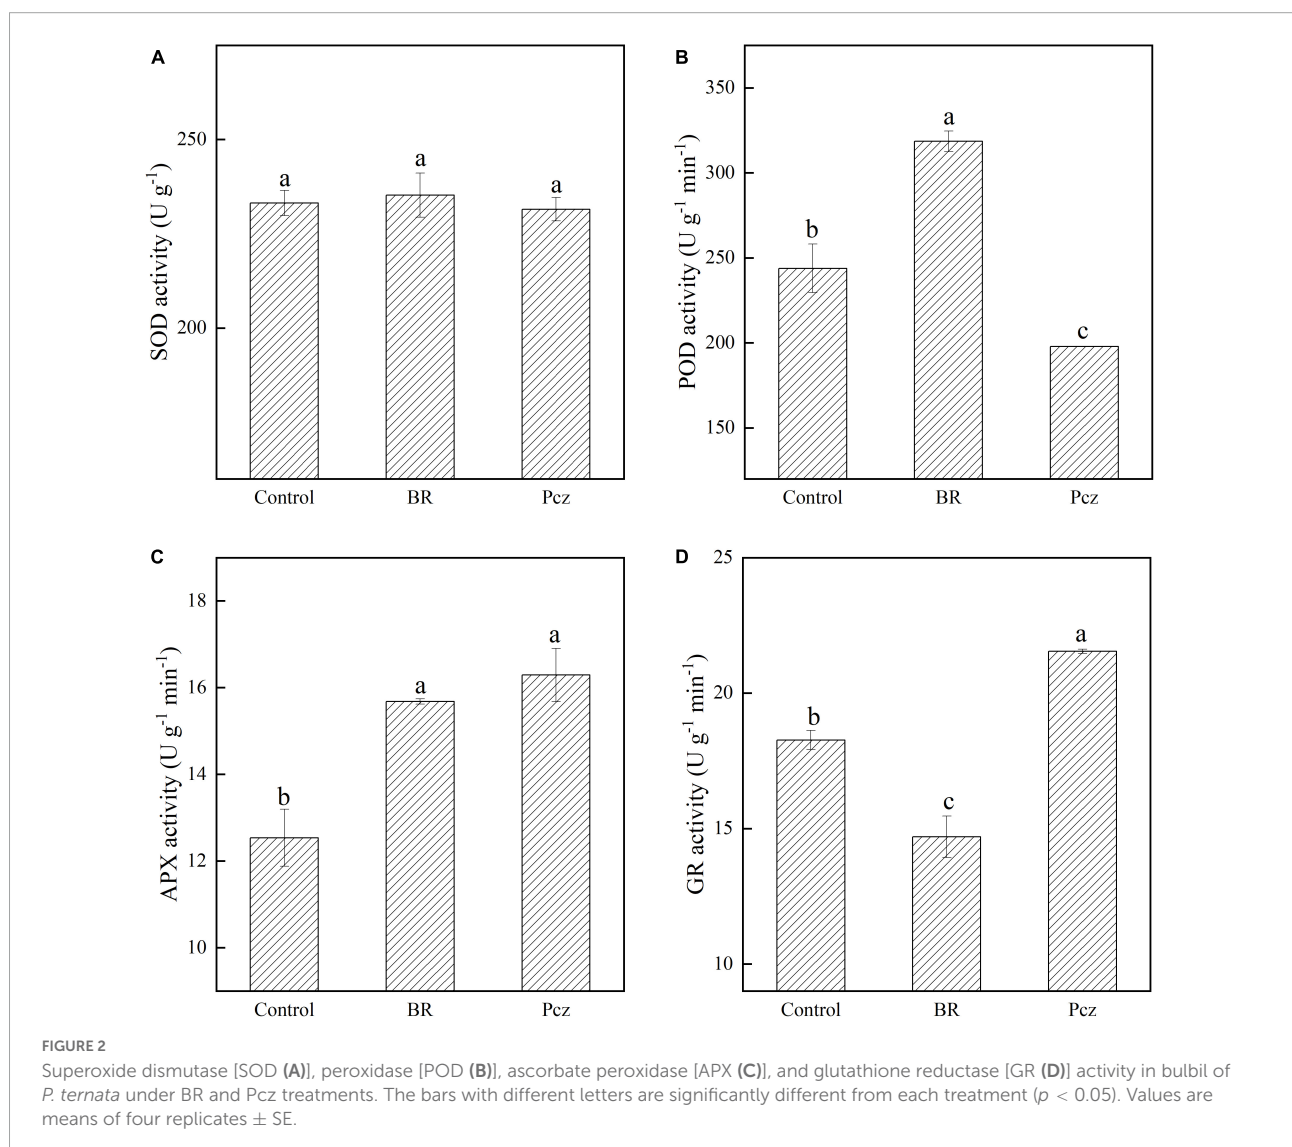 A
250
200
SOD activity (U g⁻¹)
a
a
a
Control
BR
Pcz
B
350
300
250
200
150
POD activity (U g⁻¹ min⁻¹)
b
a
c
Control
BR
Pcz
C
18
16
14
12
10
APX activity (U g⁻¹ min⁻¹)
b
a
a
Control
BR
Pcz
D
25
20
15
10
GR activity (U g⁻¹ min⁻¹)
b
c
a
Control
BR
Pcz
FIGURE 2
Superoxide dismutase [SOD (A)], peroxidase [POD (B)], ascorbate peroxidase [APX (C)], and glutathione reductase [GR (D)] activity in bulbil of
P. ternata under BR and Pcz treatments. The bars with different letters are significantly different from each treatment (p < 0.05). Values are
means of four replicates ± SE.